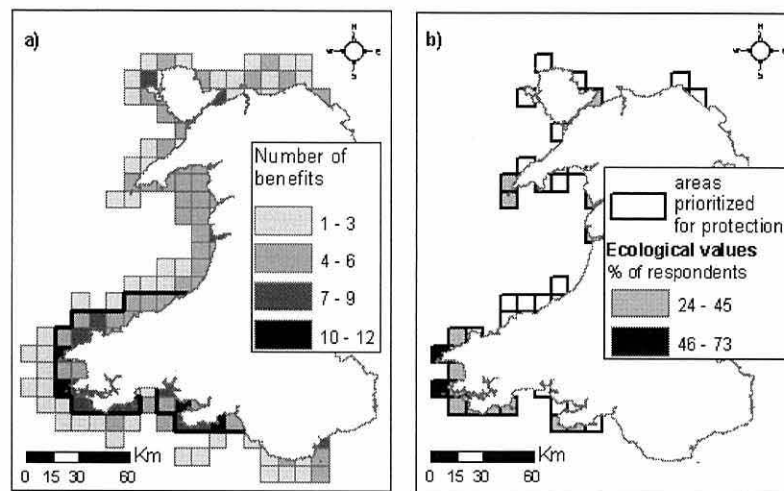 a)
N
W E
S
Number of
benefits
1 - 3
4 - 6
7 - 9
10 - 12
Km
0 15 30 60
b)
N
W E
S
areas
prioritized
for protection
Ecological values
% of respondents
24 - 45
46 - 73
Km
0 15 30 60